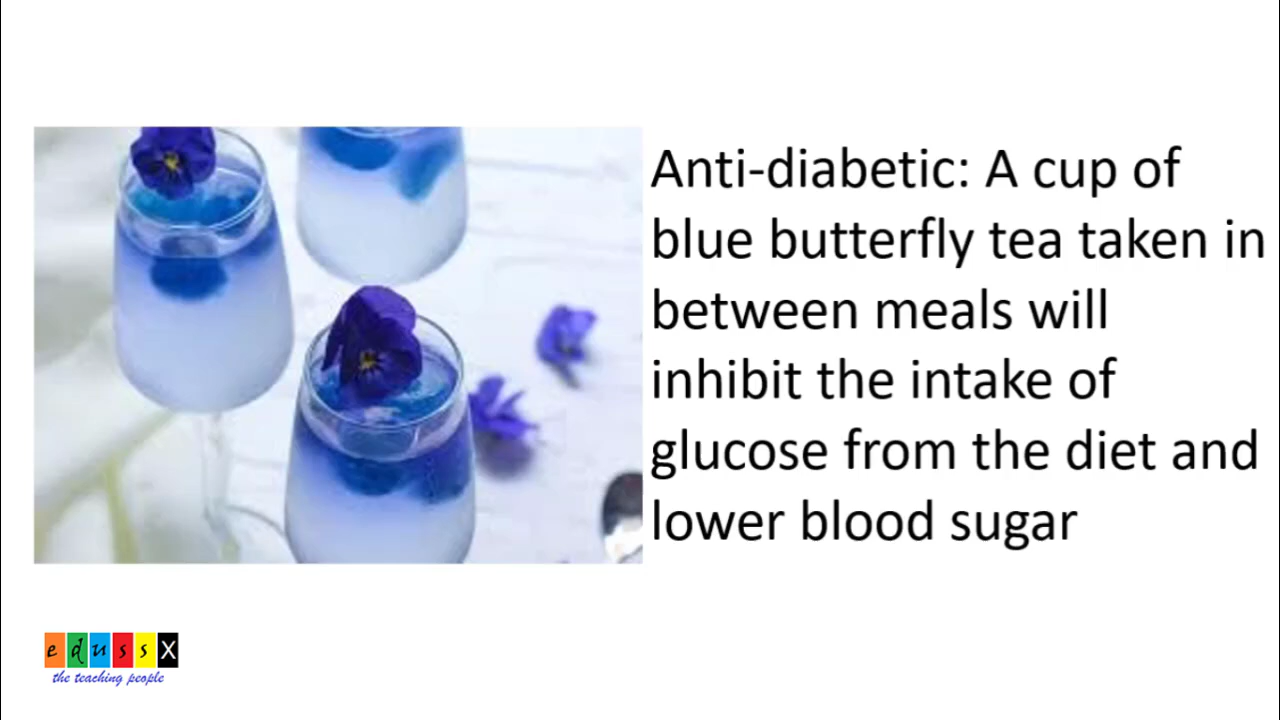 Anti-diabetic: A cup of
blue butterfly tea taken in
between meals will
inhibit the intake of
glucose from the diet and
lower blood sugar
edussX
the teaching people